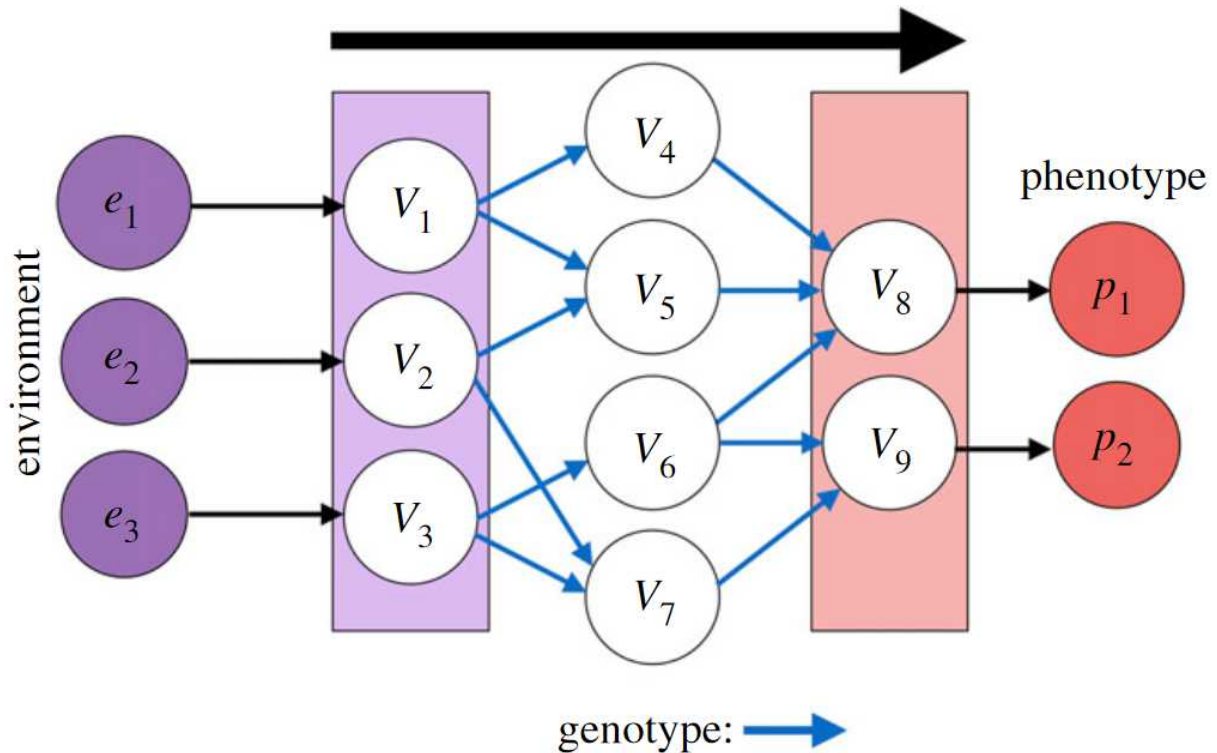 environment
e₁
e₂
e₃
V₁
V₂
V₃
V₄
V₅
V₆
V₇
V₈
V₉
phenotype
p₁
p₂
genotype: